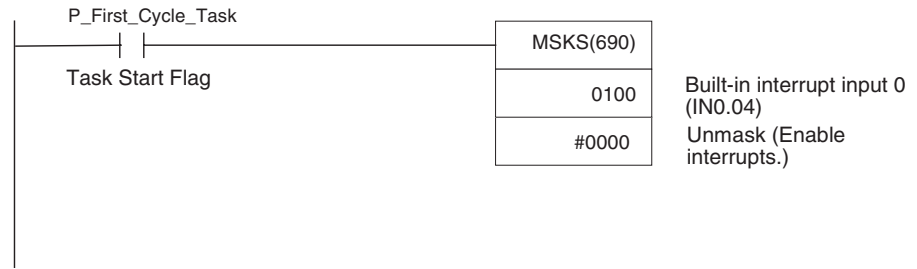 P_First_Cycle_Task
MSKS(690)
Task Start Flag
0100
Built-in interrupt input 0
(IN0.04)
#0000
Unmask (Enable
interrupts.)